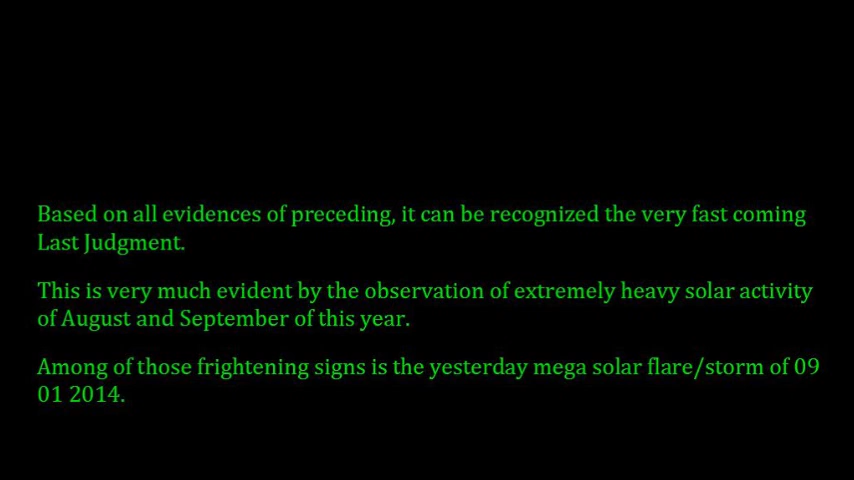 Based on all evidences of preceding, it can be recognized the very fast coming
Last Judgment.
This is very much evident by the observation of extremely heavy solar activity
of August and September of this year.
Among of those frightening signs is the yesterday mega solar flare/storm of 09
01 2014.